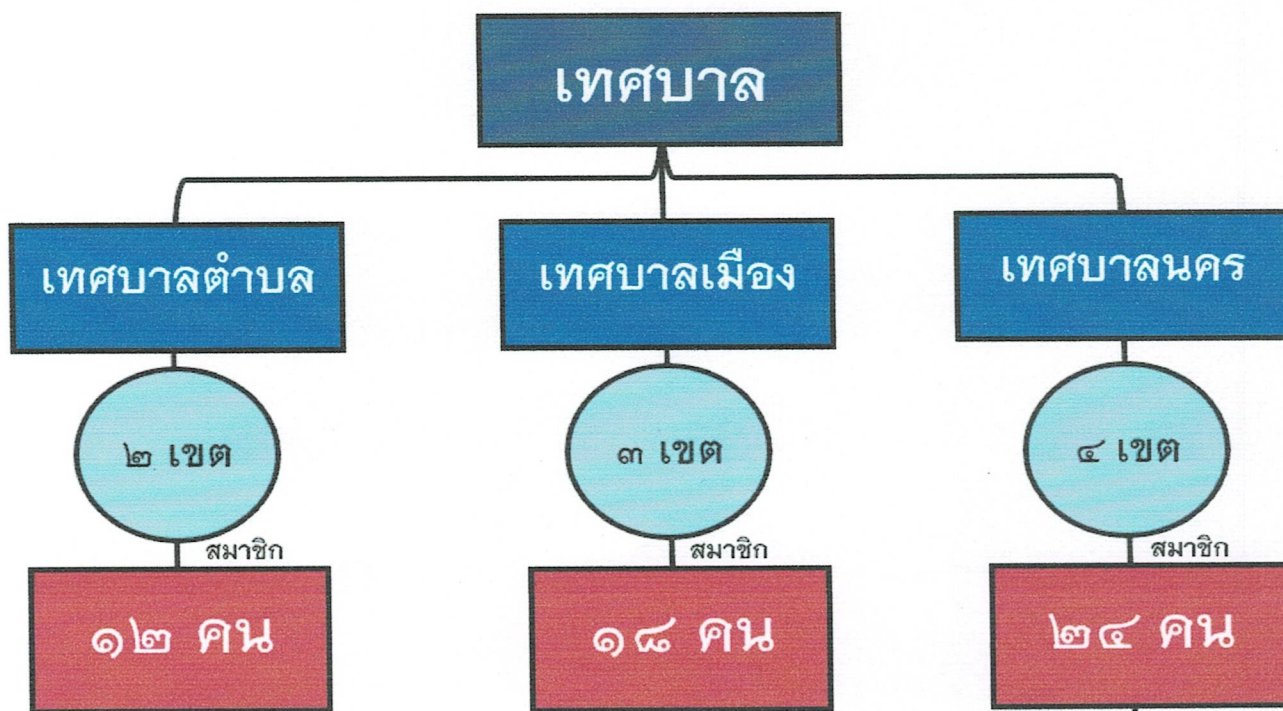 เทศบาล
เทศบาลตำบล
เทศบาลเมือง
เทศบาลนคร
๒ เขต
๓ เขต
๔ เขต
สมาชิก
สมาชิก
สมาชิก
๑๒ คน
๑๘ คน
๒๔ คน